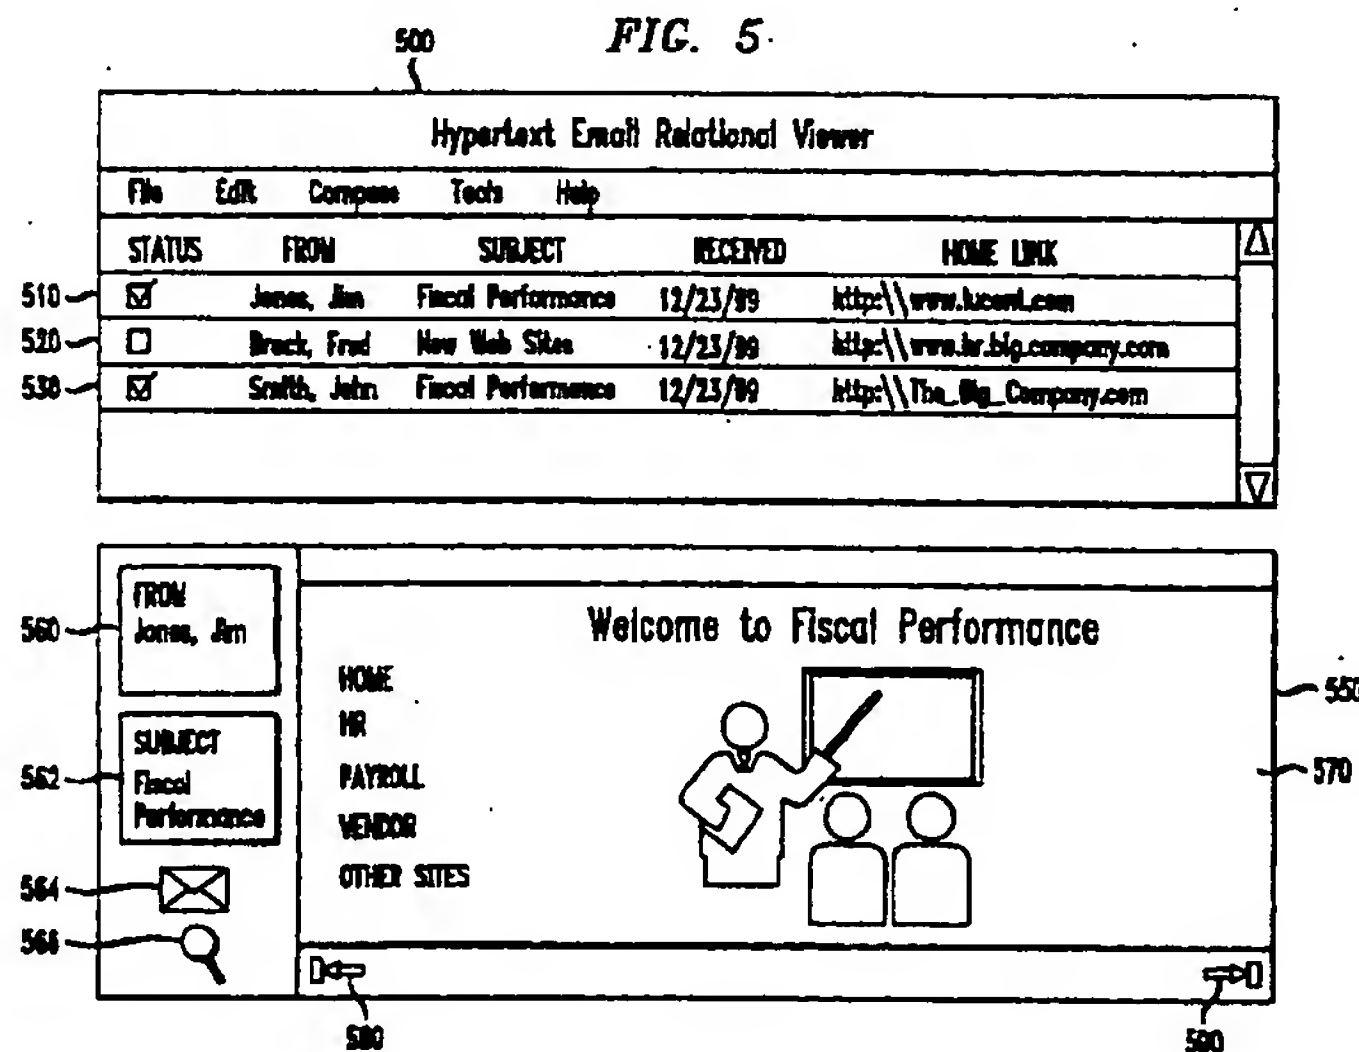 FIG. 5
500
Hypertext Email Relational Viewer
File Edit Compose Tools Help
STATUS FROM SUBJECT RECEIVED HOME LINK
510 Jones, Jim Fiscal Performance 12/23/99 http:\\www.lucent.com
520 Brock, Fred New Web Sites 12/23/99 http:\\www.hr.big.company.com
530 Smith, John Fiscal Performance 12/23/99 http:\\The_Big_Company.com
FROM
560 Jones, Jim
Welcome to Fiscal Performance
HOME
550
HR
SUBJECT
562 Fiscal
Performance
PAYROLL
570
VENDOR
OTHER SITES
564
566
580
590